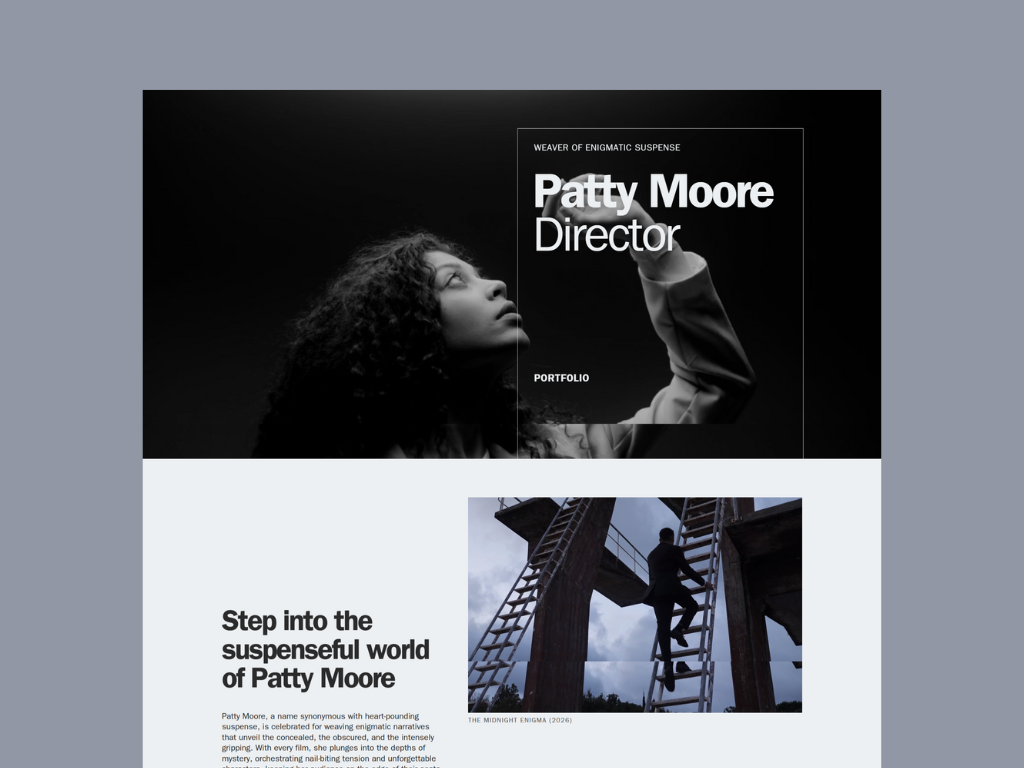 WEAVER OF ENIGMATIC SUSPENSE
Patty Moore
Director
PORTFOLIO
Step into the
suspenseful world
of Patty Moore
THE MIDNIGHT ENIGMA (2026)
Patty Moore, a name synonymous with heart-pounding
suspense, is celebrated for weaving enigmatic narratives
that unveil the concealed, the obscured, and the intensely
gripping. With every film, she plunges into the depths of
mystery, orchestrating nail-biting tension and unforgettable